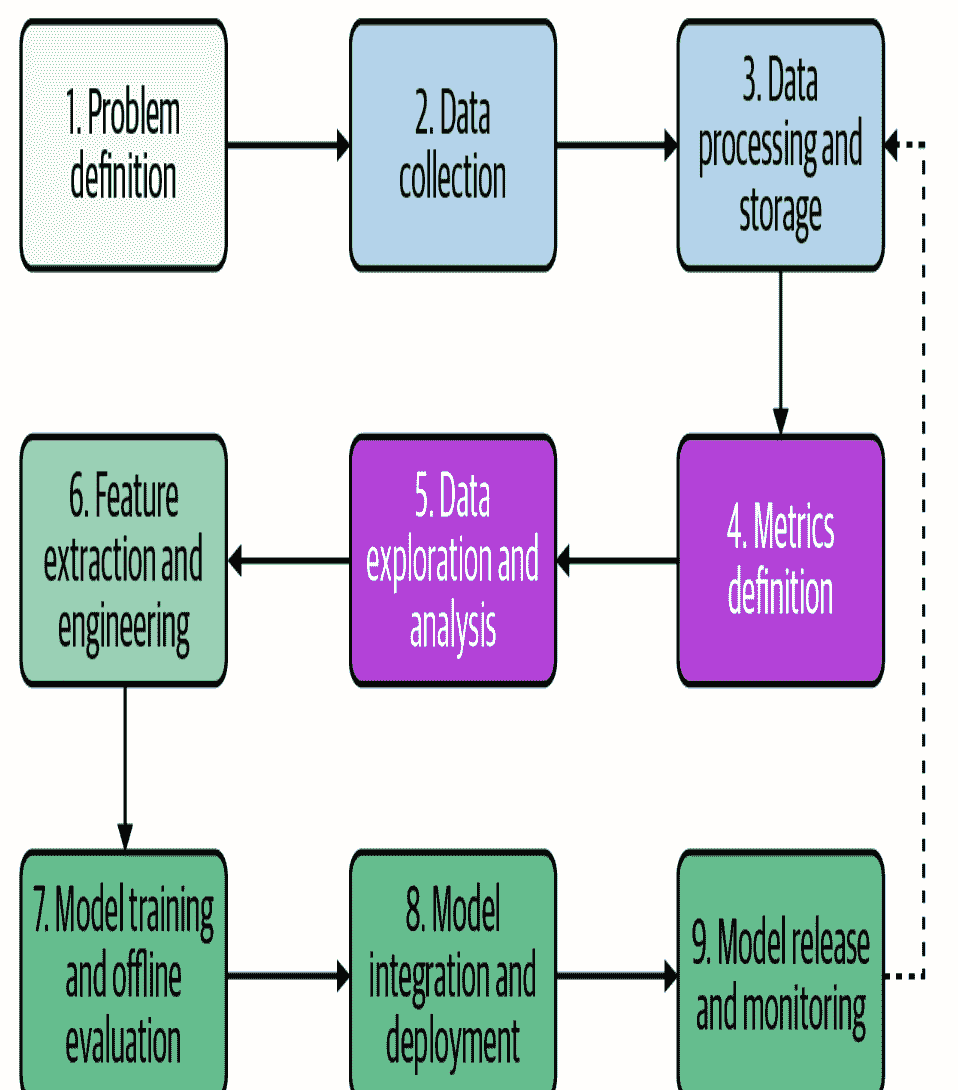 1. Problem
definition
2. Data
collection
3. Data
processing and
storage
4. Metrics
definition
5. Data
exploration and
analysis
6. Feature
extraction and
engineering
7. Model training
and offline
evaluation
8. Model
integration and
deployment
9. Model release
and monitoring